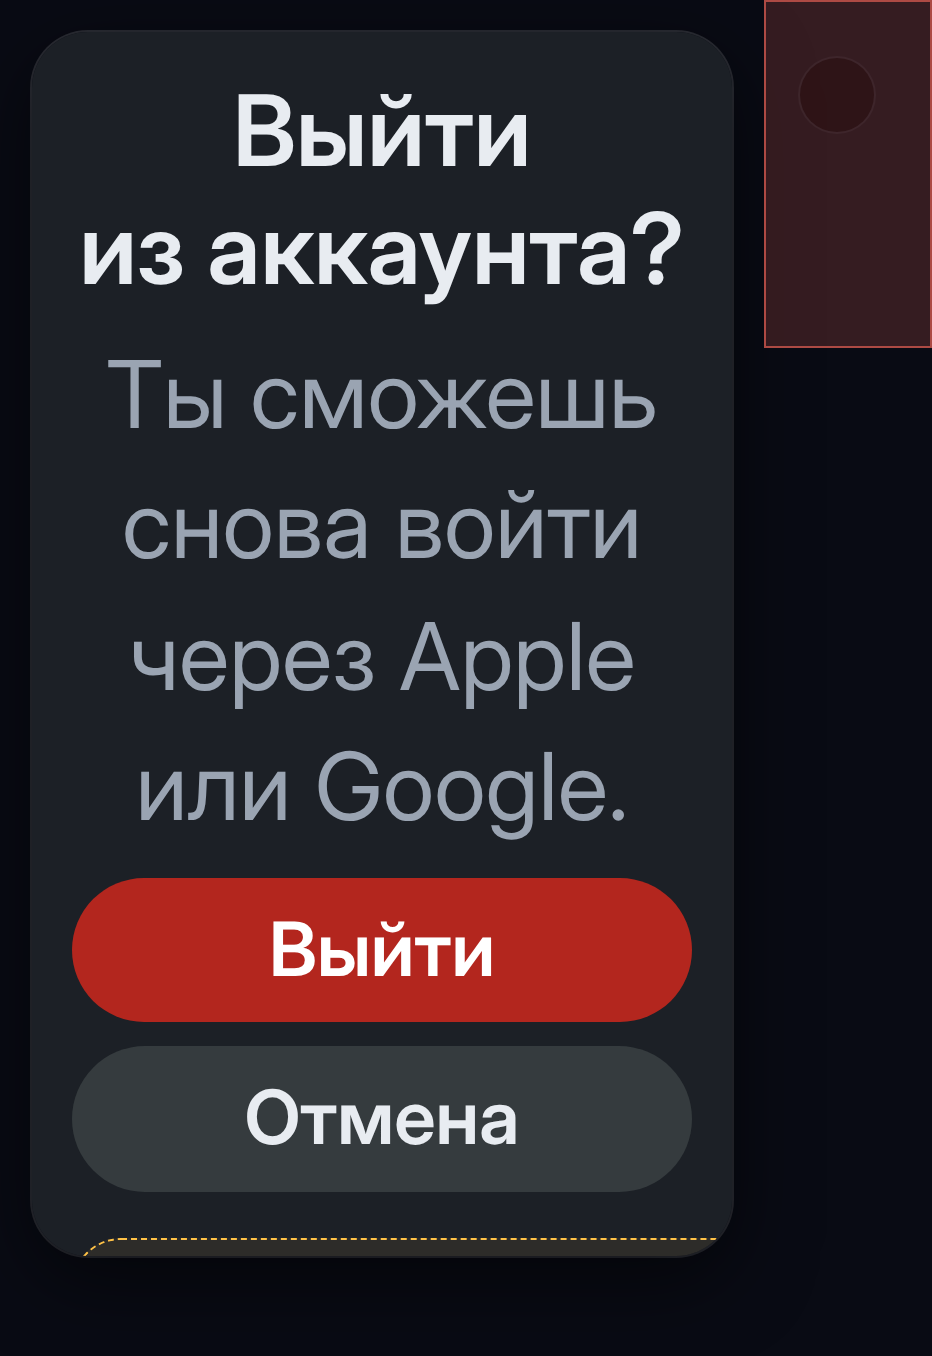 Выйти
из аккаунта?
Ты сможешь
снова войти
через Apple
или Google.
Выйти
Отмена